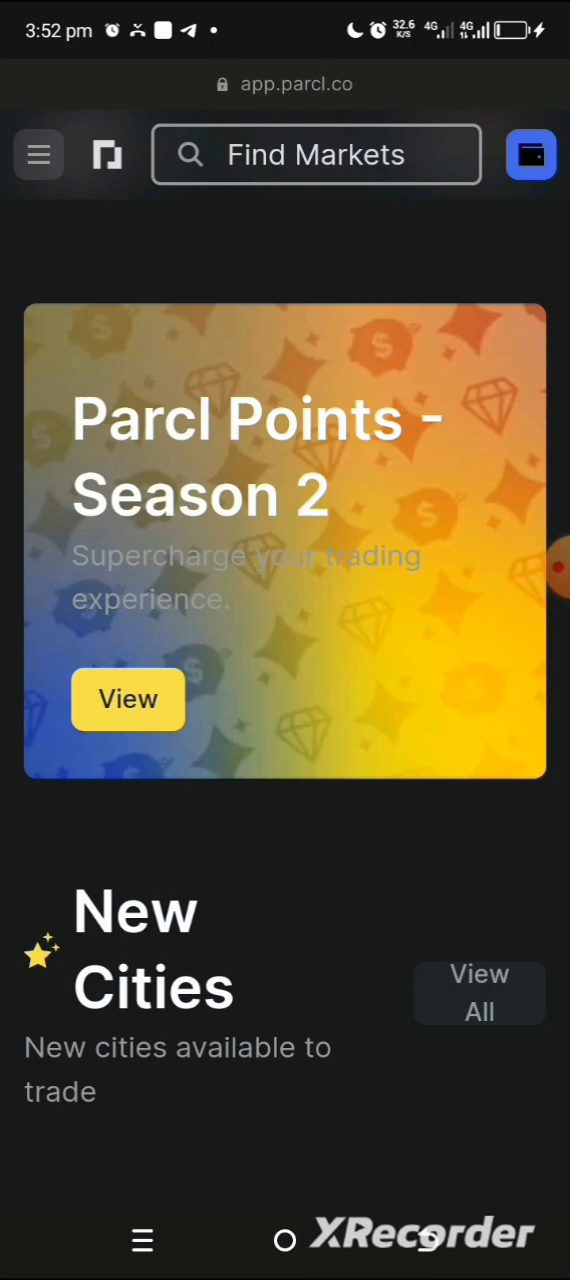 3:52 pm
32.6
K/S
4G
4G
app.parcl.co
Find Markets
Parcl Points -
Season 2
Supercharge your trading
experience.
View
New
Cities
View
All
New cities available to
trade
XRecorder